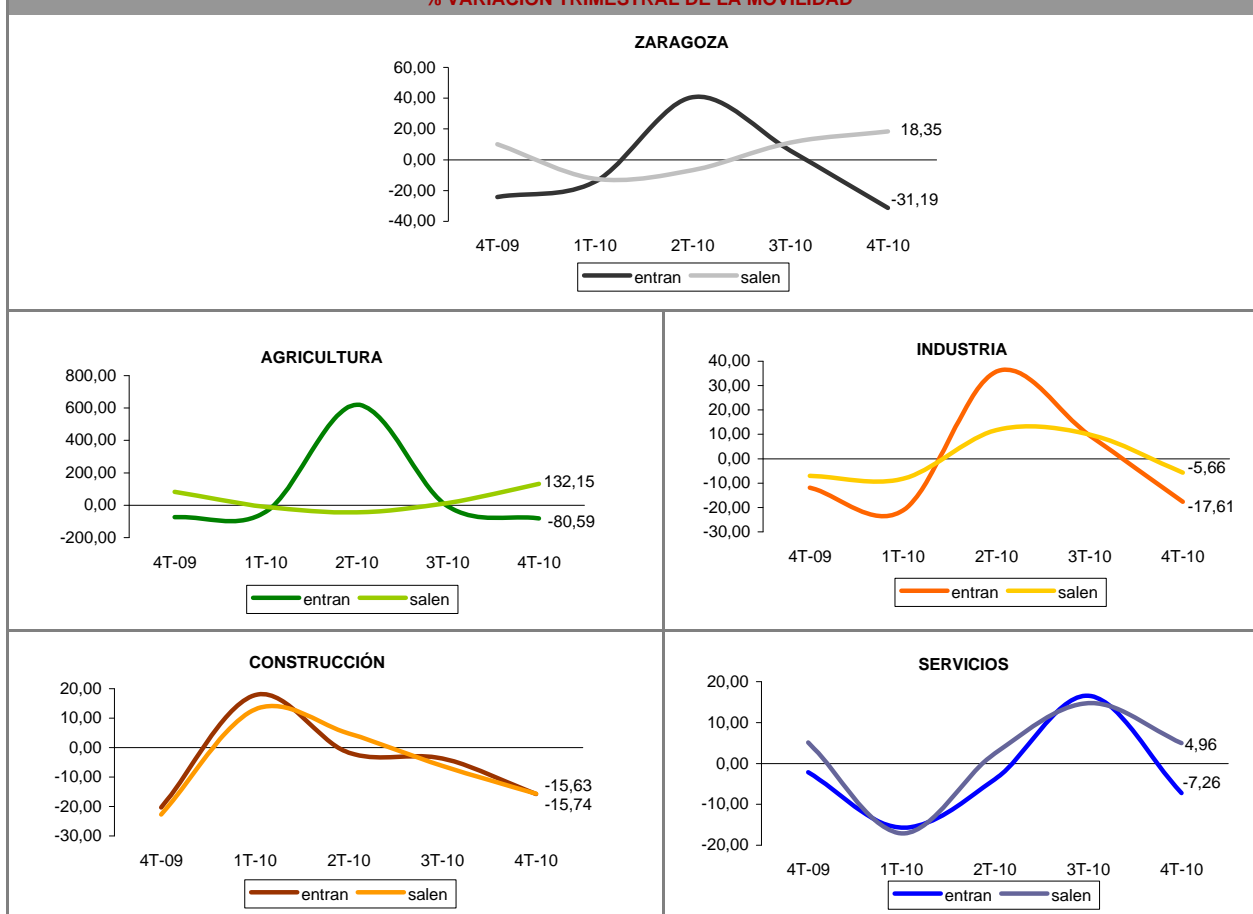 % VARIACIÓN TRIMESTRAL DE LA MOVILIDAD
ZARAGOZA
60,00
40,00
20,00
0,00
-20,00
-40,00
18,35
-31,19
4T-09 1T-10 2T-10 3T-10 4T-10
entran salen
AGRICULTURA
800,00
600,00
400,00
200,00
0,00
-200,00
132,15
-80,59
4T-09 1T-10 2T-10 3T-10 4T-10
entran salen
INDUSTRIA
40,00
30,00
20,00
10,00
0,00
-10,00
-20,00
-30,00
-5,66
-17,61
4T-09 1T-10 2T-10 3T-10 4T-10
entran salen
CONSTRUCCIÓN
20,00
10,00
0,00
-10,00
-20,00
-30,00
-15,63
-15,74
4T-09 1T-10 2T-10 3T-10 4T-10
entran salen
SERVICIOS
20,00
10,00
0,00
-10,00
-20,00
4,96
-7,26
4T-09 1T-10 2T-10 3T-10 4T-10
entran salen